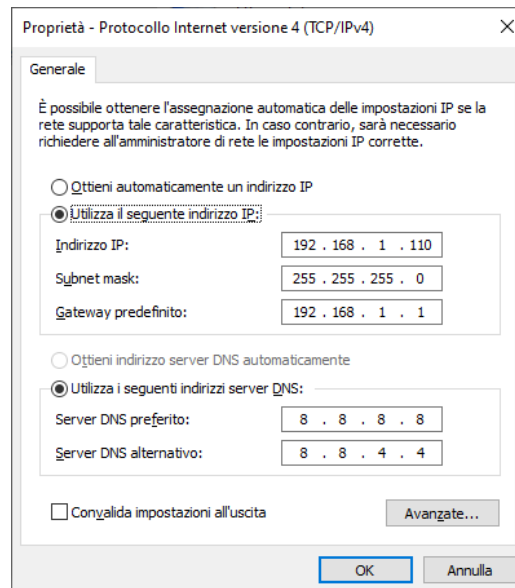 Proprietà - Protocollo Internet versione 4 (TCP/IPv4)
Generale
È possibile ottenere l'assegnazione automatica delle impostazioni IP se la
rete supporta tale caratteristica. In caso contrario, sarà necessario
richiedere all'amministratore di rete le impostazioni IP corrette.
Ottieni automaticamente un indirizzo IP
Utilizza il seguente indirizzo IP:
Indirizzo IP: 192 . 168 . 1 . 110
Subnet mask: 255 . 255 . 255 . 0
Gateway predefinito: 192 . 168 . 1 . 1
Ottieni indirizzo server DNS automaticamente
Utilizza i seguenti indirizzi server DNS:
Server DNS preferito: 8 . 8 . 8 . 8
Server DNS alternativo: 8 . 8 . 4 . 4
Convalida impostazioni all'uscita Avanzate...
OK Annulla